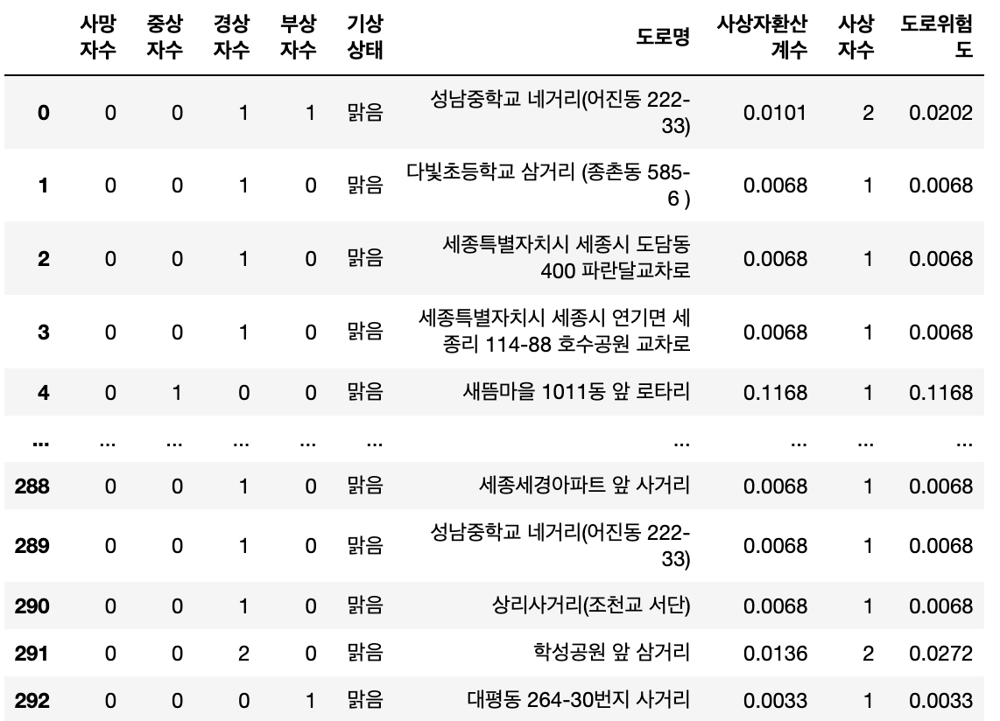 사망자수 중상자수 경상자수 부상자수 기상상태 도로명 사상자환산계수 사상자수 도로위험도
0 0 0 1 1 맑음 성남중학교 네거리(어진동 222-33) 0.0101 2 0.0202
1 0 0 1 0 맑음 다빛초등학교 삼거리 (종촌동 585-6 ) 0.0068 1 0.0068
2 0 0 1 0 맑음 세종특별자치시 세종시 도담동 400 파란달교차로 0.0068 1 0.0068
3 0 0 1 0 맑음 세종특별자치시 세종시 연기면 세종리 114-88 호수공원 교차로 0.0068 1 0.0068
4 0 1 0 0 맑음 새뜸마을 1011동 앞 로타리 0.1168 1 0.1168
... ... ... ... ... ... ... ... ... ...
288 0 0 1 0 맑음 세종세경아파트 앞 사거리 0.0068 1 0.0068
289 0 0 1 0 맑음 성남중학교 네거리(어진동 222-33) 0.0068 1 0.0068
290 0 0 1 0 맑음 상리사거리(조천교 서단) 0.0068 1 0.0068
291 0 0 2 0 맑음 학성공원 앞 삼거리 0.0136 2 0.0272
292 0 0 0 1 맑음 대평동 264-30번지 사거리 0.0033 1 0.0033